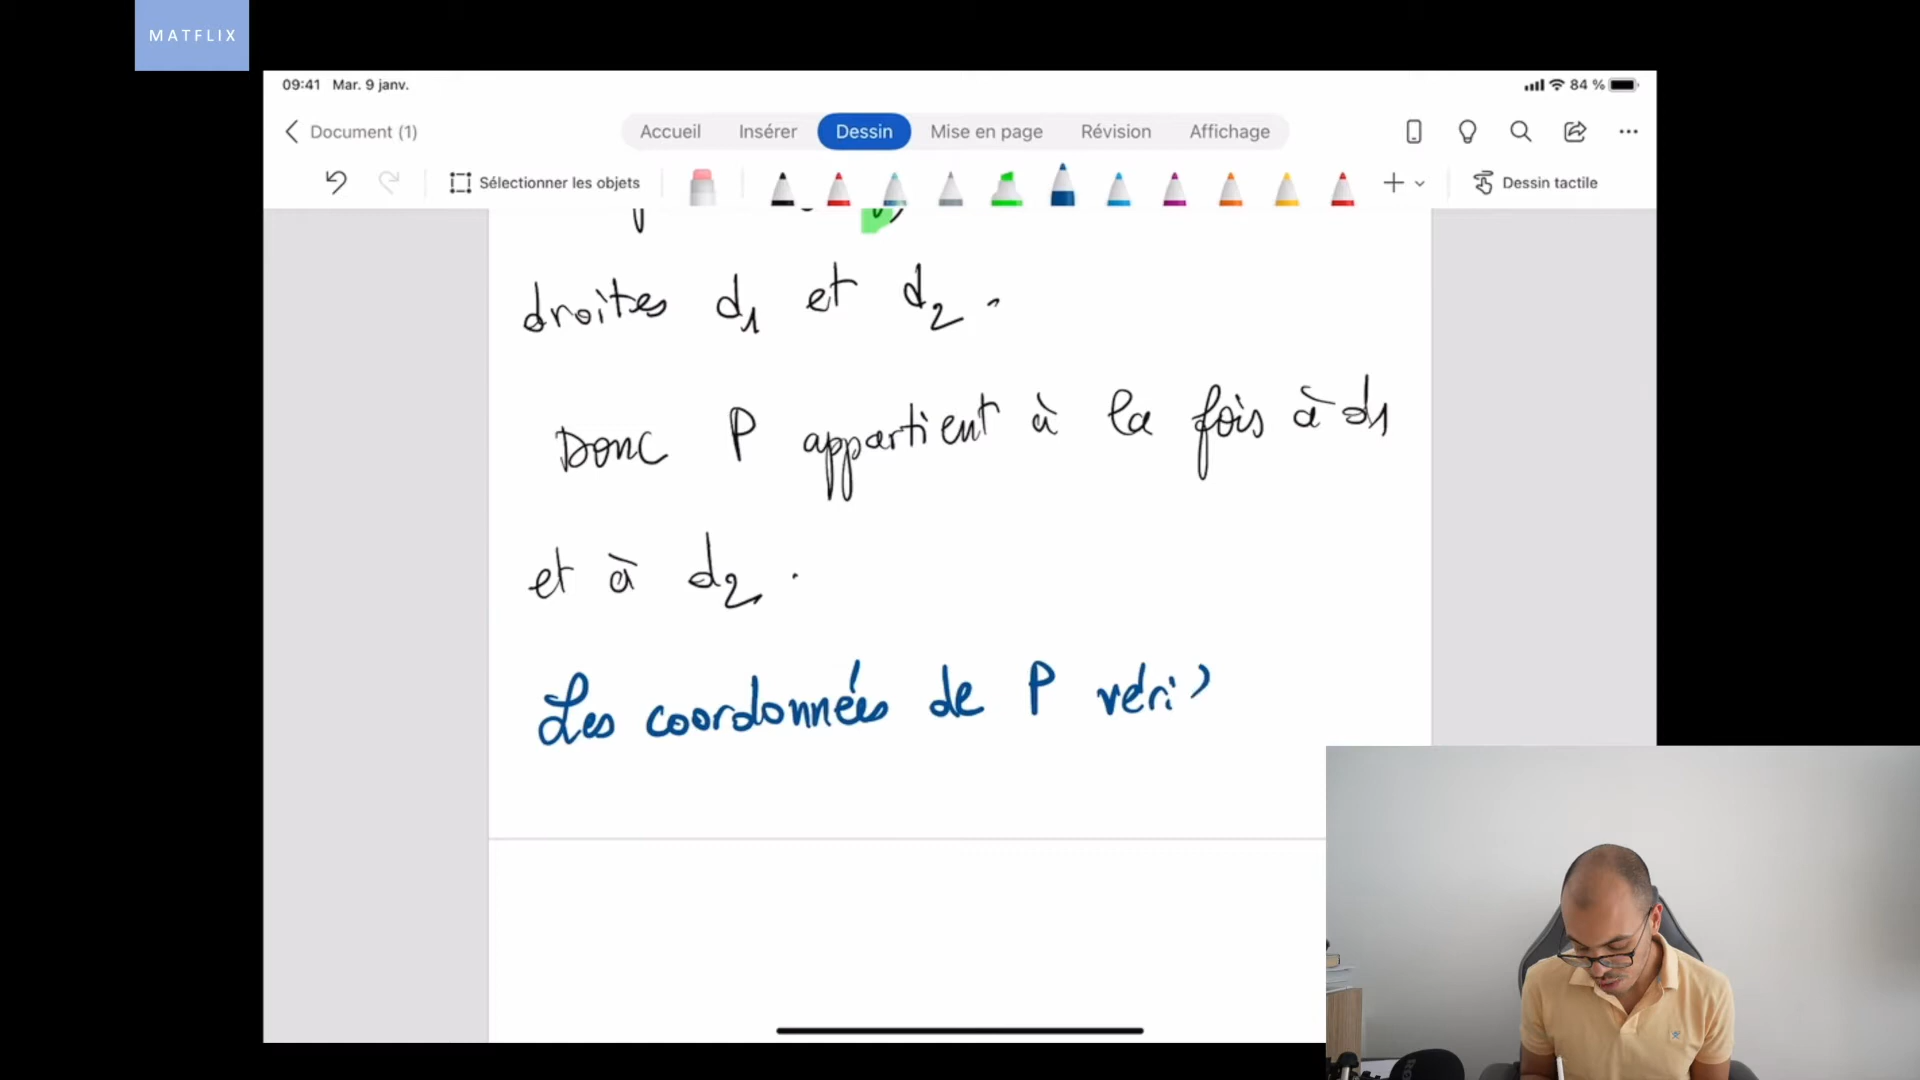 MATFLIX
09:41 Mar. 9 janv.
84 %
Document (1)
Accueil Insérer Dessin Mise en page Révision Affichage
Sélectionner les objets
Dessin tactile
droites d1 et d2.
Donc P appartient à la fois à d1
et à d2.
Les coordonnées de P véri